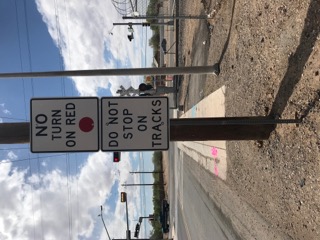 NO
TURN
ON RED
DO NOT
STOP
ON
TRACKS